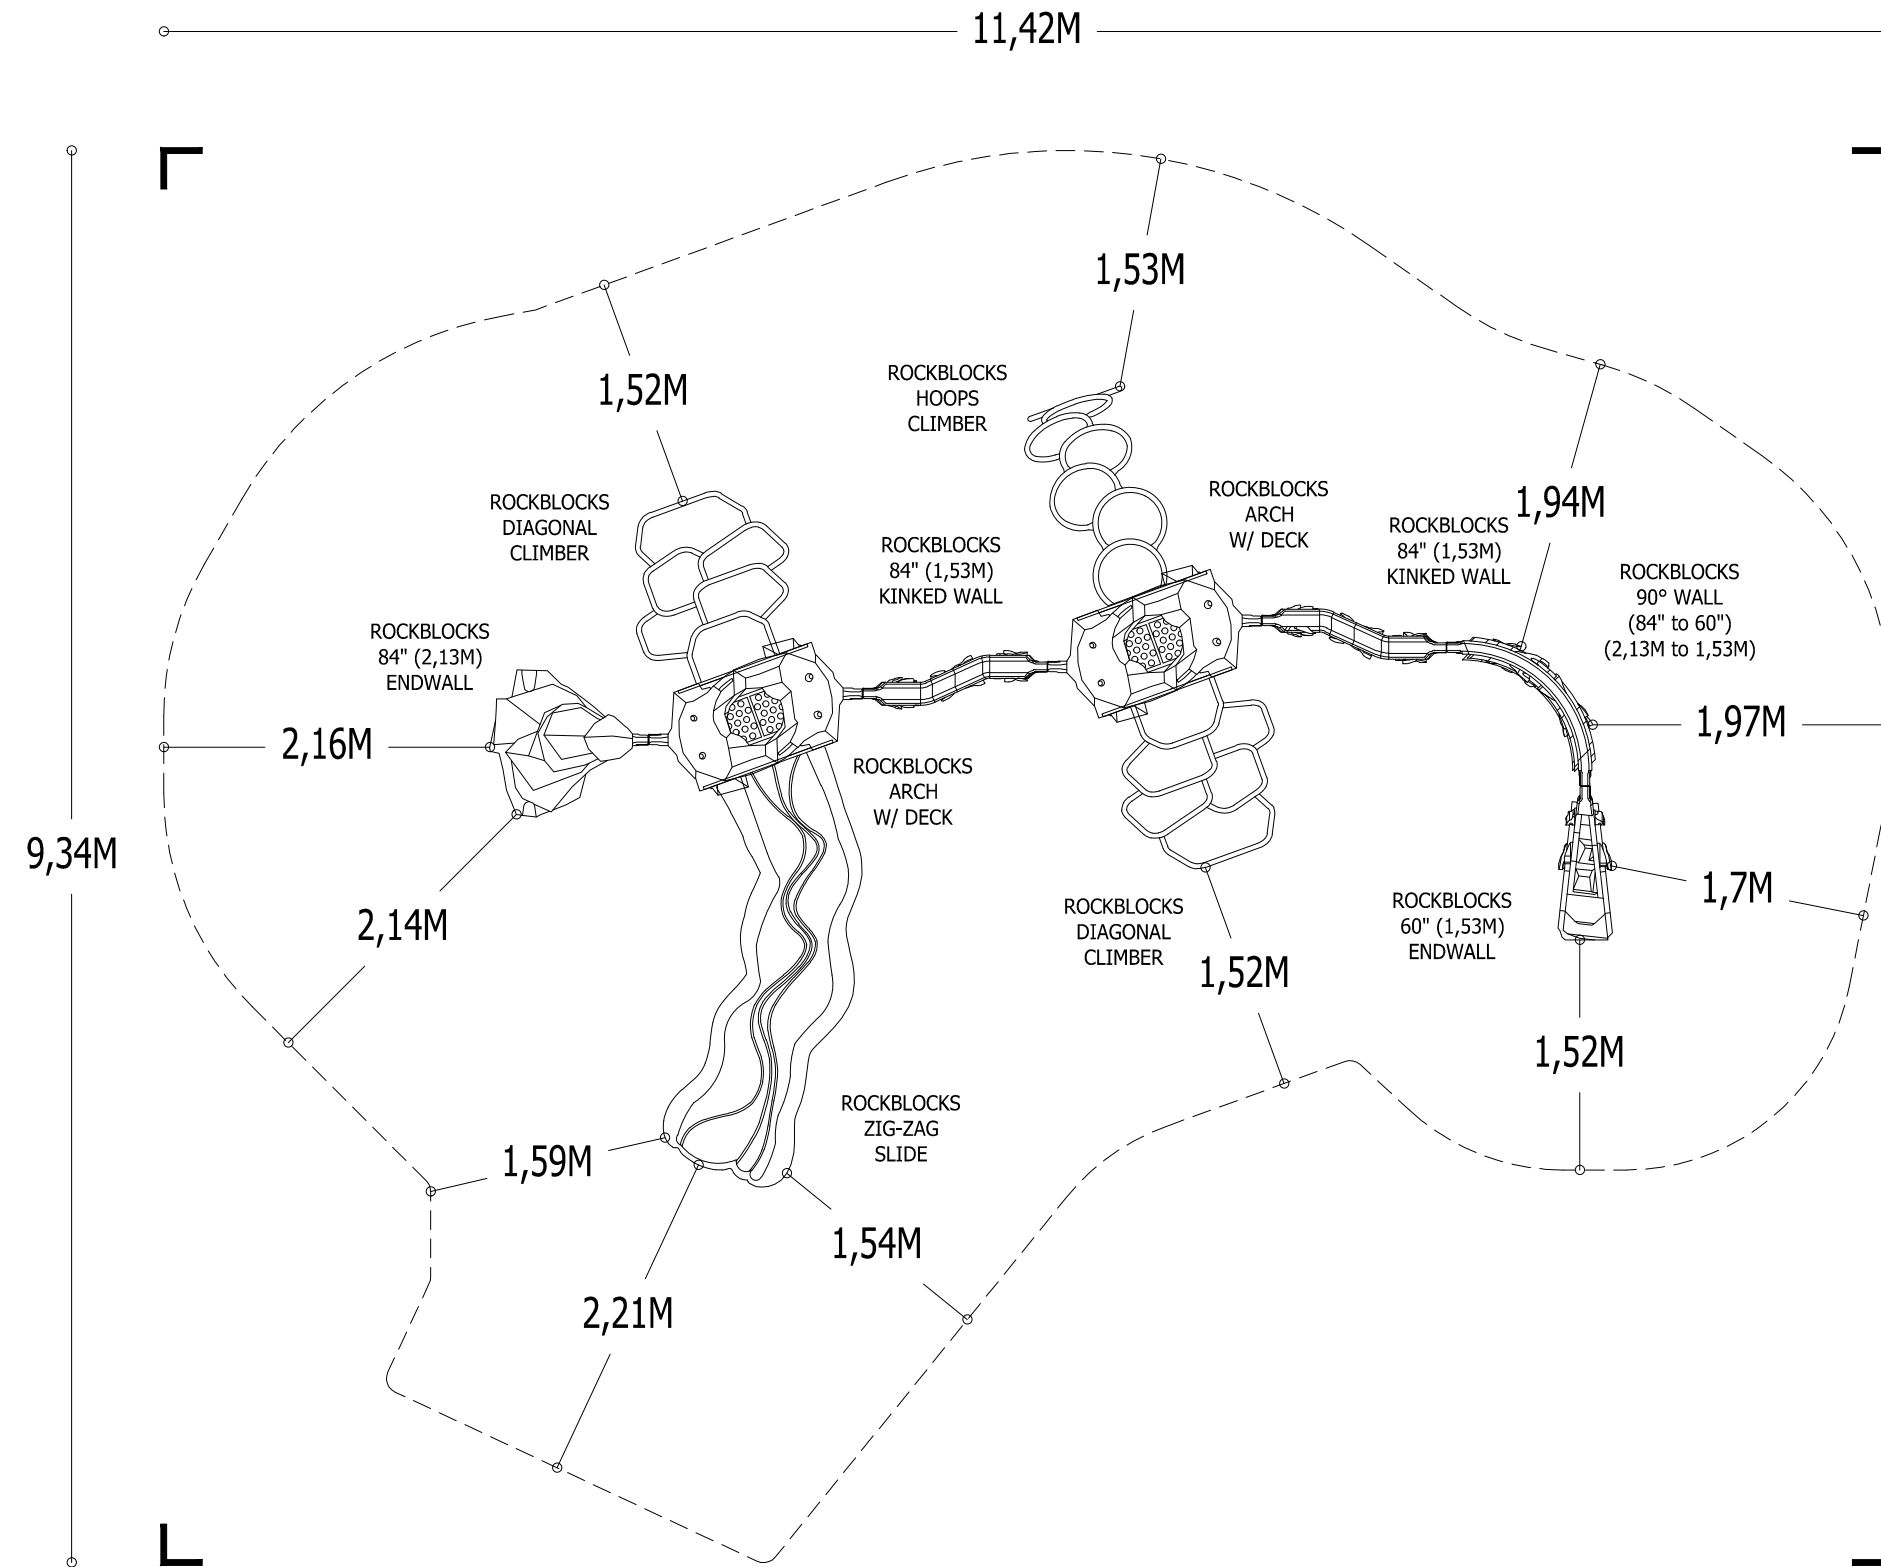 11,42M
1,53M
1,52M
ROCKBLOCKS
HOOPS
CLIMBER
ROCKBLOCKS
DIAGONAL
CLIMBER
ROCKBLOCKS
ARCH
W/ DECK
1,94M
ROCKBLOCKS
84" (1,53M)
KINKED WALL
ROCKBLOCKS
84" (1,53M)
KINKED WALL
ROCKBLOCKS
90° WALL
(84" to 60")
(2,13M to 1,53M)
ROCKBLOCKS
84" (2,13M)
ENDWALL
2,16M
1,97M
ROCKBLOCKS
ARCH
W/ DECK
9,34M
1,7M
2,14M
ROCKBLOCKS
DIAGONAL
CLIMBER
ROCKBLOCKS
60" (1,53M)
ENDWALL
1,52M
1,52M
ROCKBLOCKS
ZIG-ZAG
SLIDE
1,59M
1,54M
2,21M